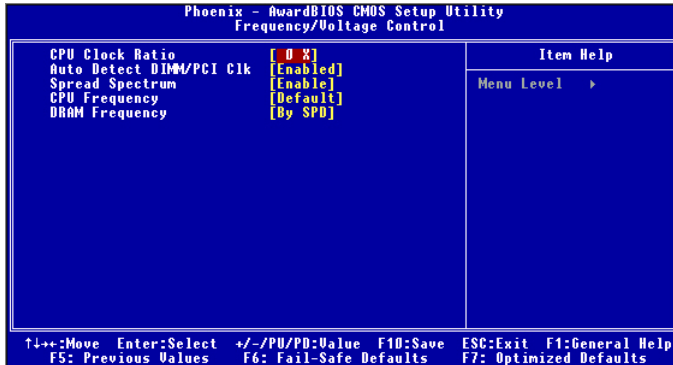 Phoenix - AwardBIOS CMOS Setup Utility
Frequency/Voltage Control
CPU Clock Ratio [ 0 X]
Auto Detect DIMM/PCI Clk [Enabled]
Spread Spectrum [Enable]
CPU Frequency [Default]
DRAM Frequency [By SPD]
Item Help
Menu Level ▸
↑↓→←:Move Enter:Select +/-/PU/PD:Value F10:Save ESC:Exit F1:General Help
F5: Previous Values F6: Fail-Safe Defaults F7: Optimized Defaults